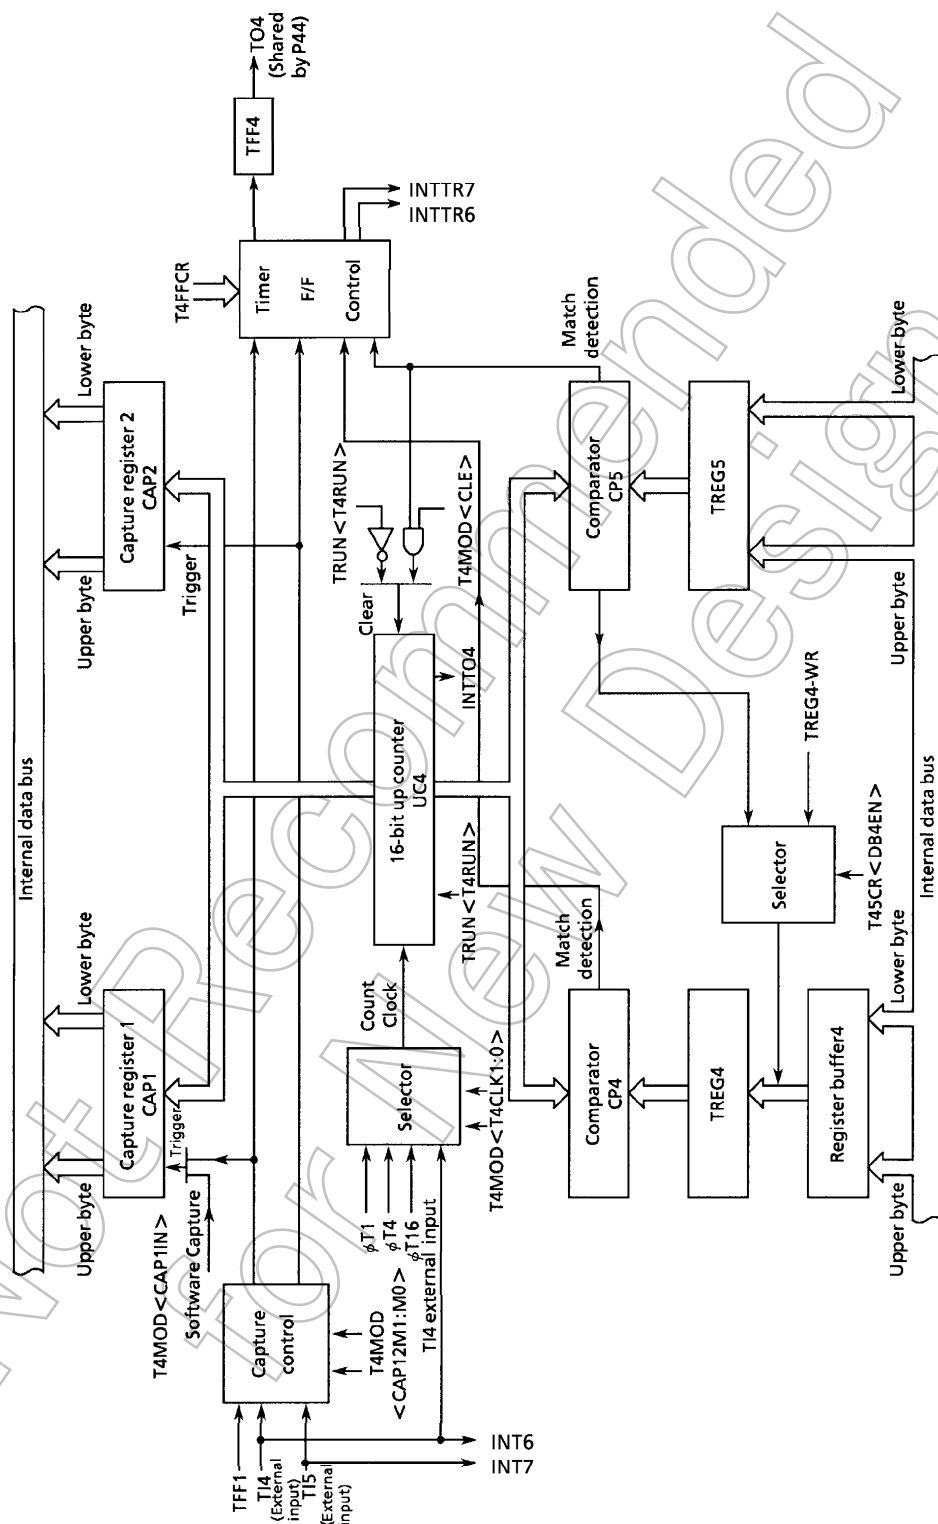 Internal data bus
Upper byte
Lower byte
Upper byte
Lower byte
T4MOD<CAP1IN>
Software Capture
Capture register 1
CAP1
Trigger
Capture register 2
CAP2
Trigger
T4FFCR
TFF1
TI4
(External
input)
TI5
(External
input)
Capture
control
T4MOD
<CAP12M1:M0>
INT6
INT7
ϕT1
ϕT4
ϕT16
TI4 external input
Selector
T4MOD<T4CLK1:0>
Count
Clock
16-bit up counter
UC4
TRUN<T4RUN>
INTTO4
Clear
TRUN<T4RUN>
T4MOD<CLE>
Timer
F/F
Control
TFF4
TO4
(Shared
by P44)
INTTR7
INTTR6
Match
detection
Match
detection
Comparator
CP4
Comparator
CP5
TREG4
TREG5
Register buffer4
Selector
TREG4-WR
T45CR<DB4EN>
Upper byte
Lower byte
Upper byte
Lower byte
Internal data bus
Not Recommended
for New Design